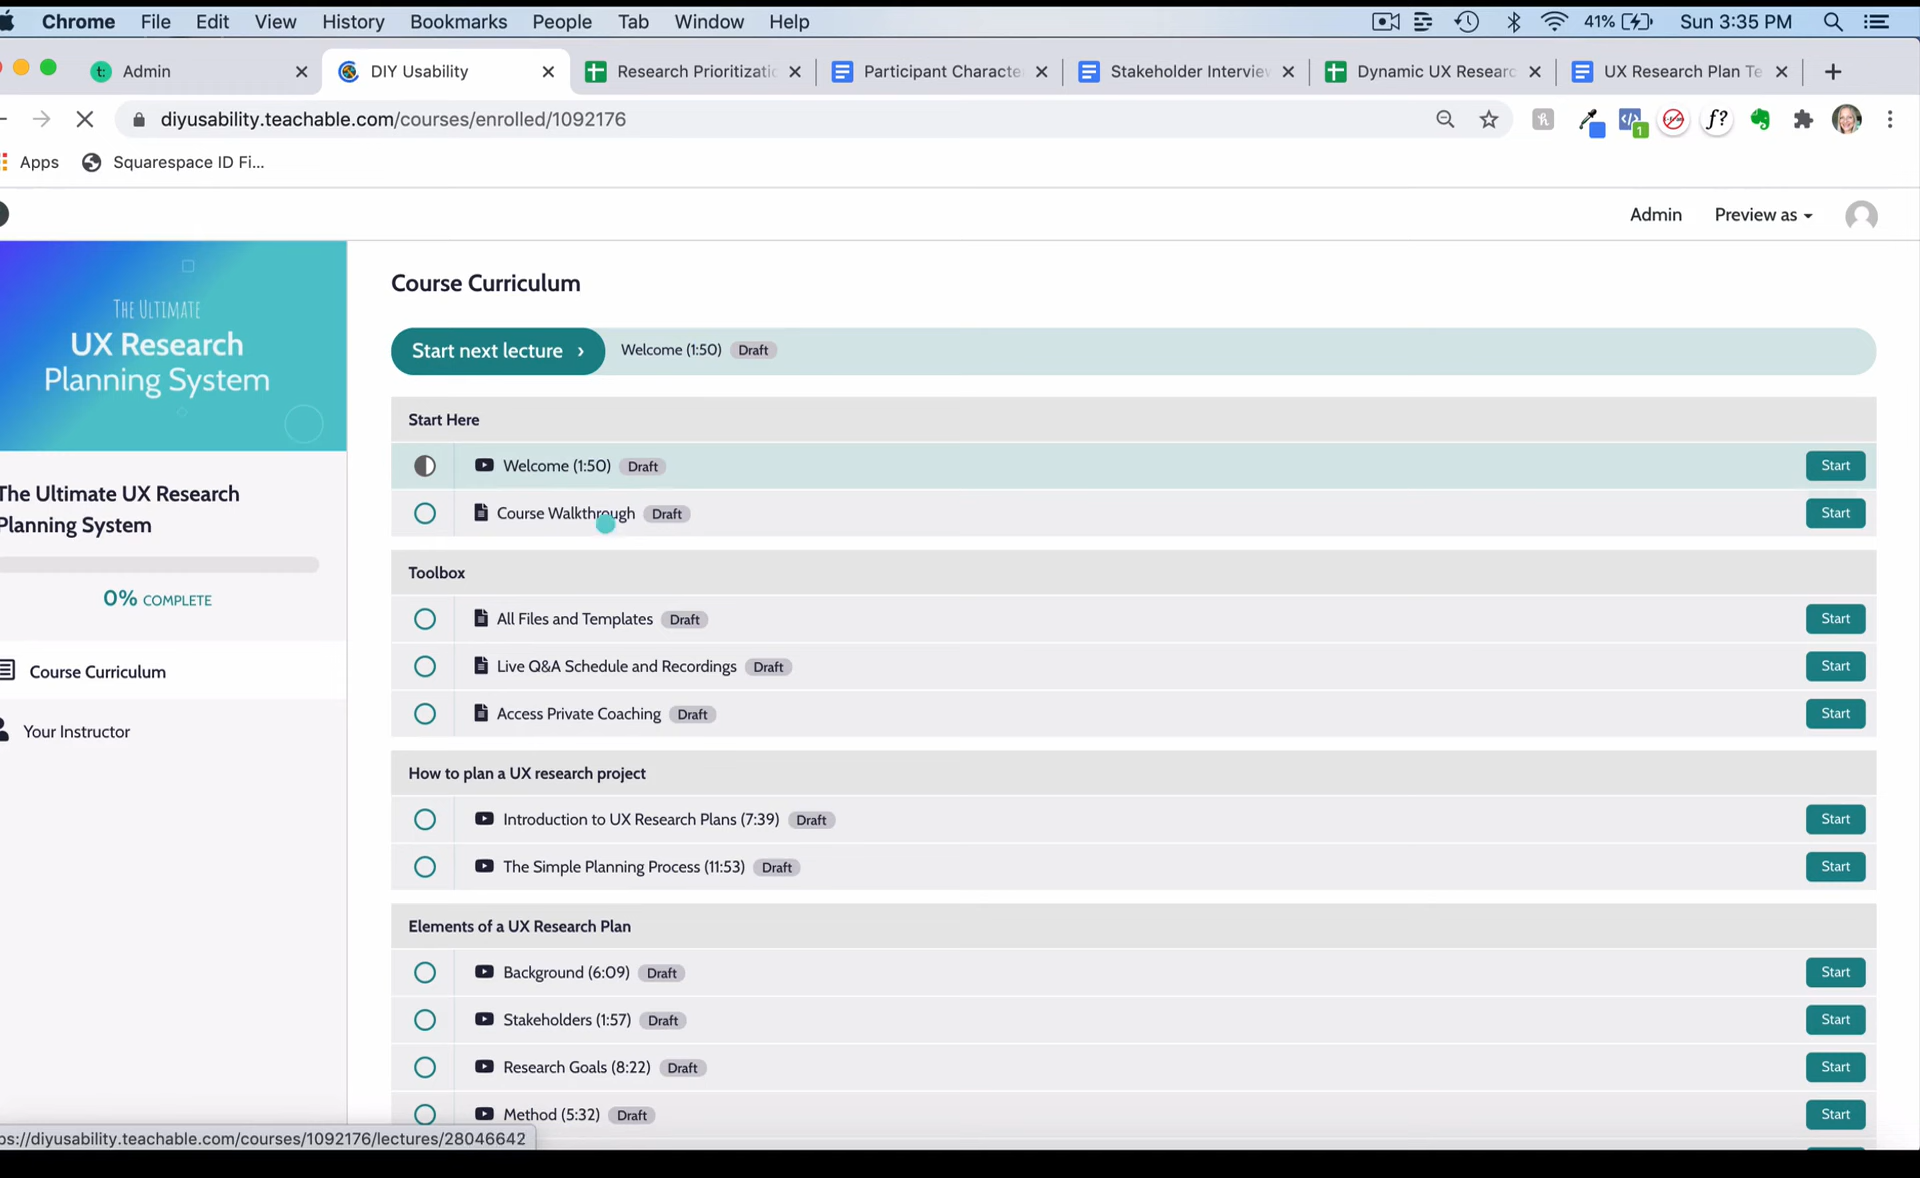 Chrome File Edit View History Bookmarks People Tab Window Help 41% Sun 3:35 PM
t: Admin DIY Usability Research Prioritizatic Participant Characte Stakeholder Interview Dynamic UX Researc UX Research Plan Te
diyusability.teachable.com/courses/enrolled/1092176 f? 1
Apps Squarespace ID Fi...
Admin Preview as
THE ULTIMATE
UX Research
Planning System
The Ultimate UX Research
Planning System
0% COMPLETE
Course Curriculum
Your Instructor
Course Curriculum
Start next lecture › Welcome (1:50) Draft
Start Here
Welcome (1:50) Draft Start
Course Walkthrough Draft Start
Toolbox
All Files and Templates Draft Start
Live Q&A Schedule and Recordings Draft Start
Access Private Coaching Draft Start
How to plan a UX research project
Introduction to UX Research Plans (7:39) Draft Start
The Simple Planning Process (11:53) Draft Start
Elements of a UX Research Plan
Background (6:09) Draft Start
Stakeholders (1:57) Draft Start
Research Goals (8:22) Draft Start
Method (5:32) Draft Start
ps://diyusability.teachable.com/courses/1092176/lectures/28046642